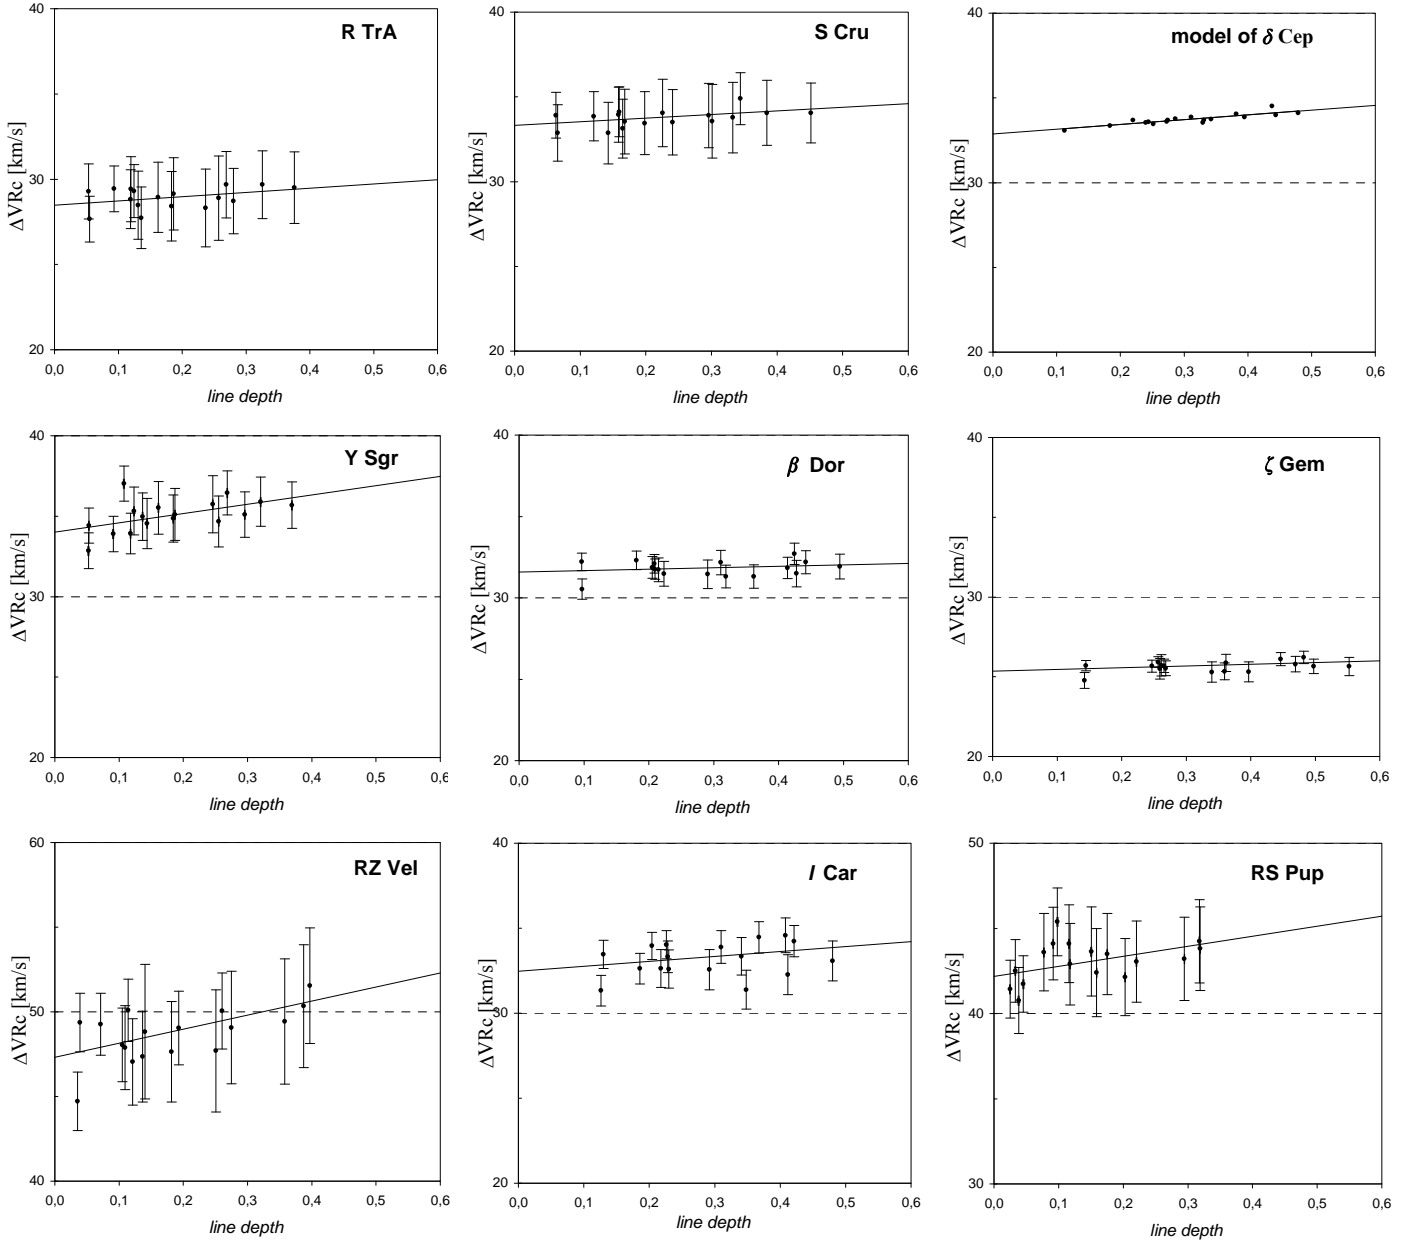 40
R TrA
ΔVRc [km/s]
30
20
0,0 0,1 0,2 0,3 0,4 0,5 0,6
line depth
40
S Cru
ΔVRc [km/s]
30
20
0,0 0,1 0,2 0,3 0,4 0,5 0,6
line depth
40
model of δ Cep
ΔVRc [km/s]
30
20
0,0 0,1 0,2 0,3 0,4 0,5 0,6
line depth
40
Y Sgr
ΔVRc [km/s]
30
20
0,0 0,1 0,2 0,3 0,4 0,5 0,6
line depth
40
β Dor
ΔVRc [km/s]
30
20
0,0 0,1 0,2 0,3 0,4 0,5 0,6
line depth
40
ζ Gem
ΔVRc [km/s]
30
20
0,0 0,1 0,2 0,3 0,4 0,5 0,6
line depth
60
RZ Vel
ΔVRc [km/s]
50
40
0,0 0,1 0,2 0,3 0,4 0,5 0,6
line depth
40
l Car
ΔVRc [km/s]
30
20
0,0 0,1 0,2 0,3 0,4 0,5 0,6
line depth
50
RS Pup
ΔVRc [km/s]
40
30
0,0 0,1 0,2 0,3 0,4 0,5 0,6
line depth